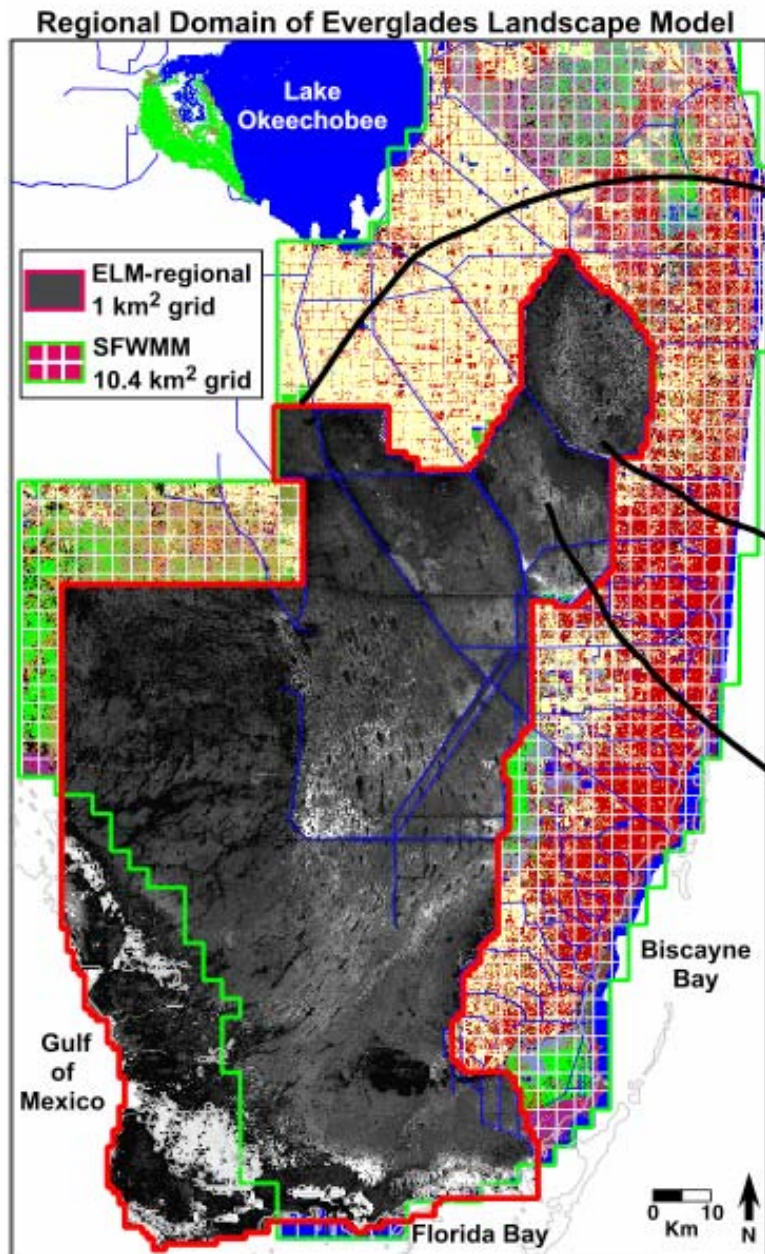 Regional Domain of Everglades Landscape Model
Lake
Okeechobee
ELM-regional
1 km² grid
SFWMM
10.4 km² grid
Biscayne
Bay
Gulf
of
Mexico
Florida Bay
0 10
Km
N